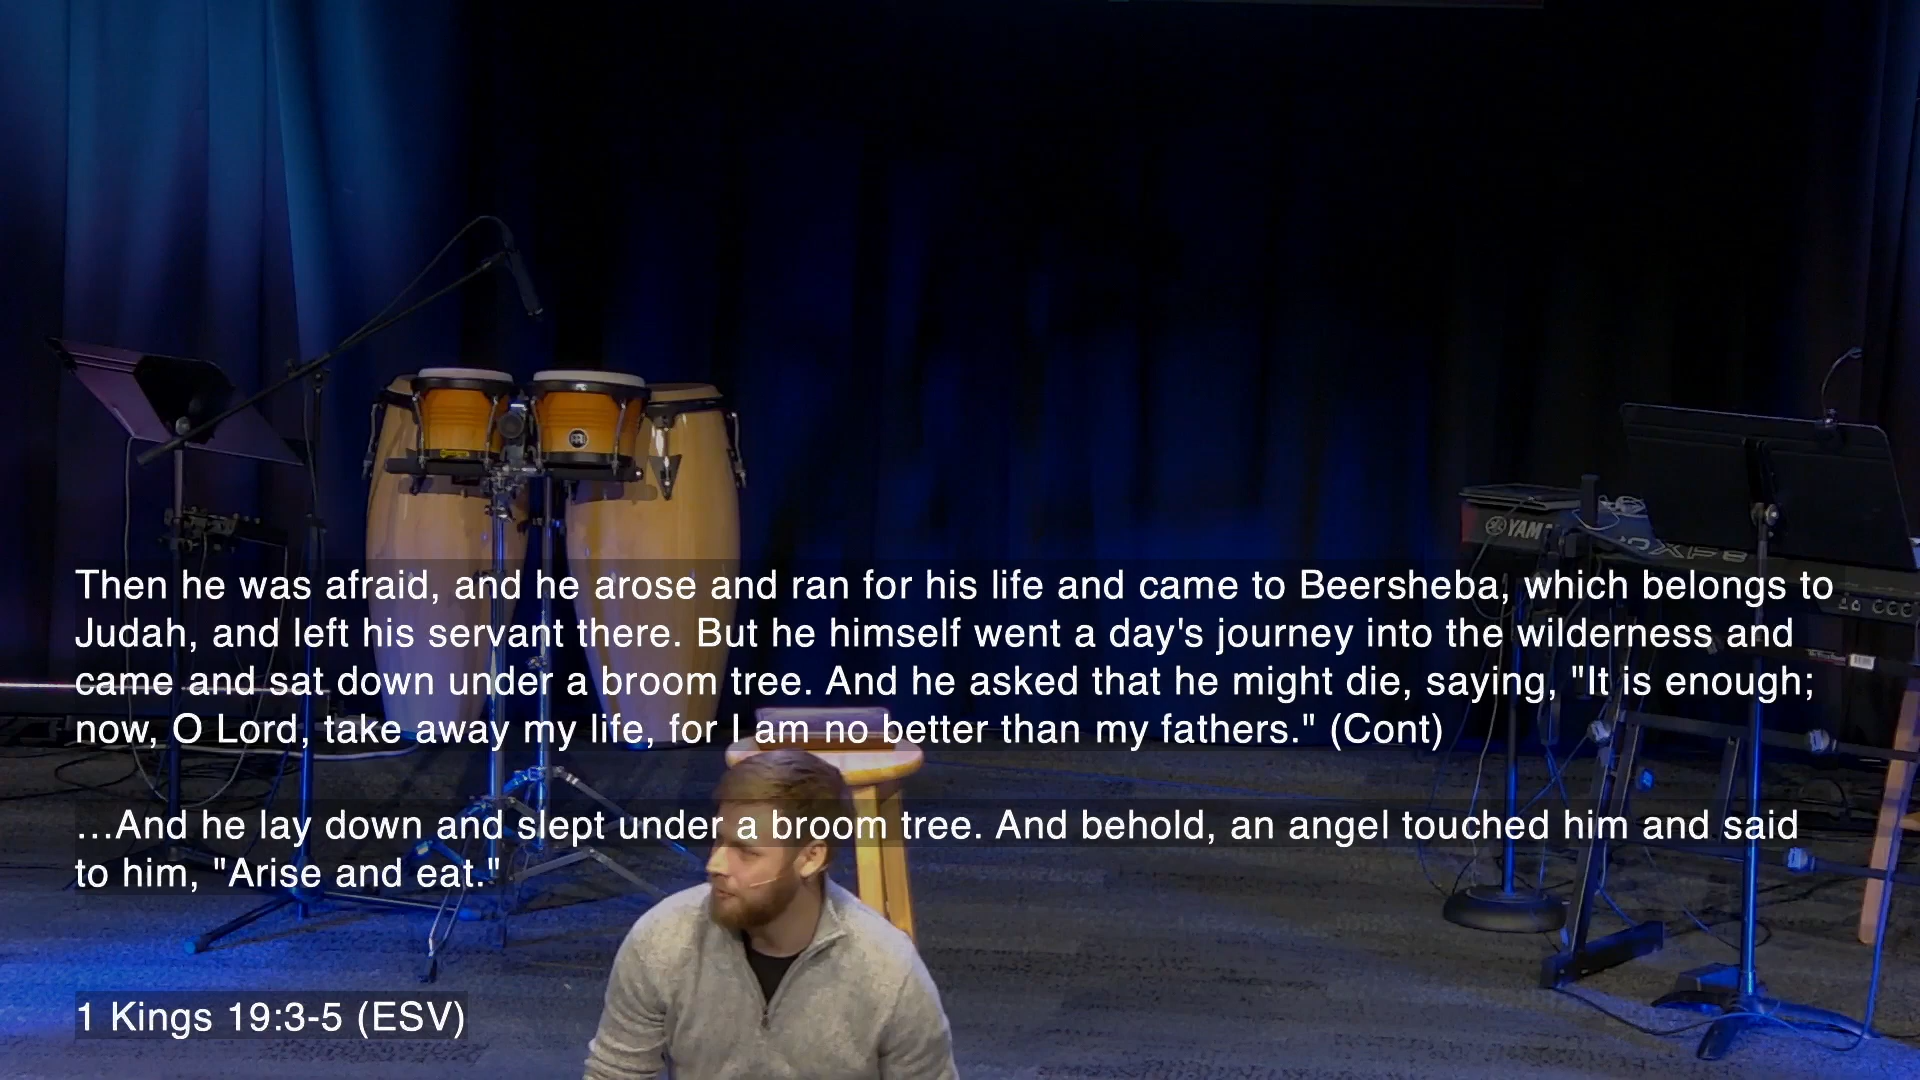 YAM
OXF8
Then he was afraid, and he arose and ran for his life and came to Beersheba, which belongs to
Judah, and left his servant there. But he himself went a day's journey into the wilderness and
came and sat down under a broom tree. And he asked that he might die, saying, "It is enough;
now, O Lord, take away my life, for I am no better than my fathers." (Cont)
…And he lay down and slept under a broom tree. And behold, an angel touched him and said
to him, "Arise and eat."
1 Kings 19:3-5 (ESV)